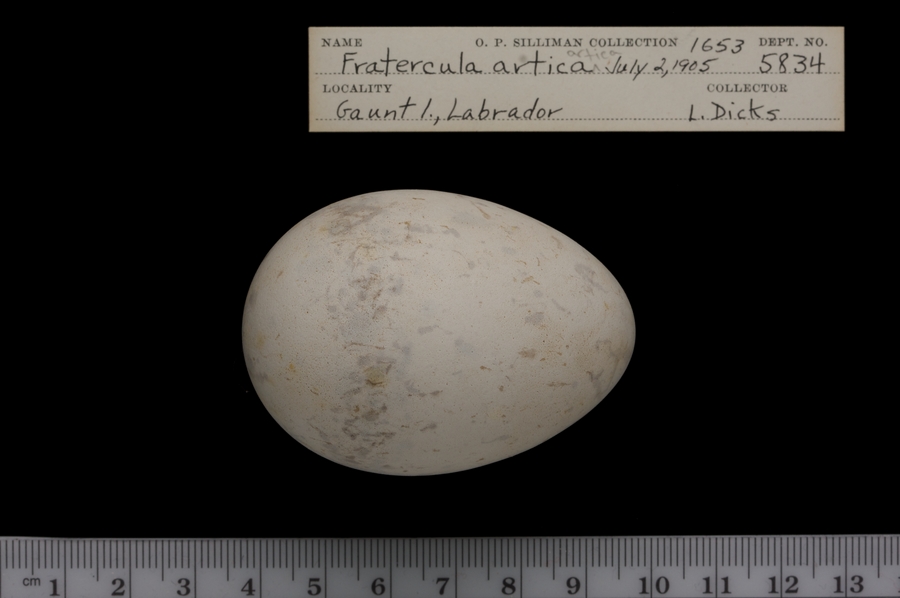 NAME O. P. SILLIMAN COLLECTION 1653 DEPT. NO.
artica
Fratercula artica July 2, 1905 5834
LOCALITY COLLECTOR
Gaunt I., Labrador L. Dicks
cm 1 2 3 4 5 6 7 8 9 10 11 12 13